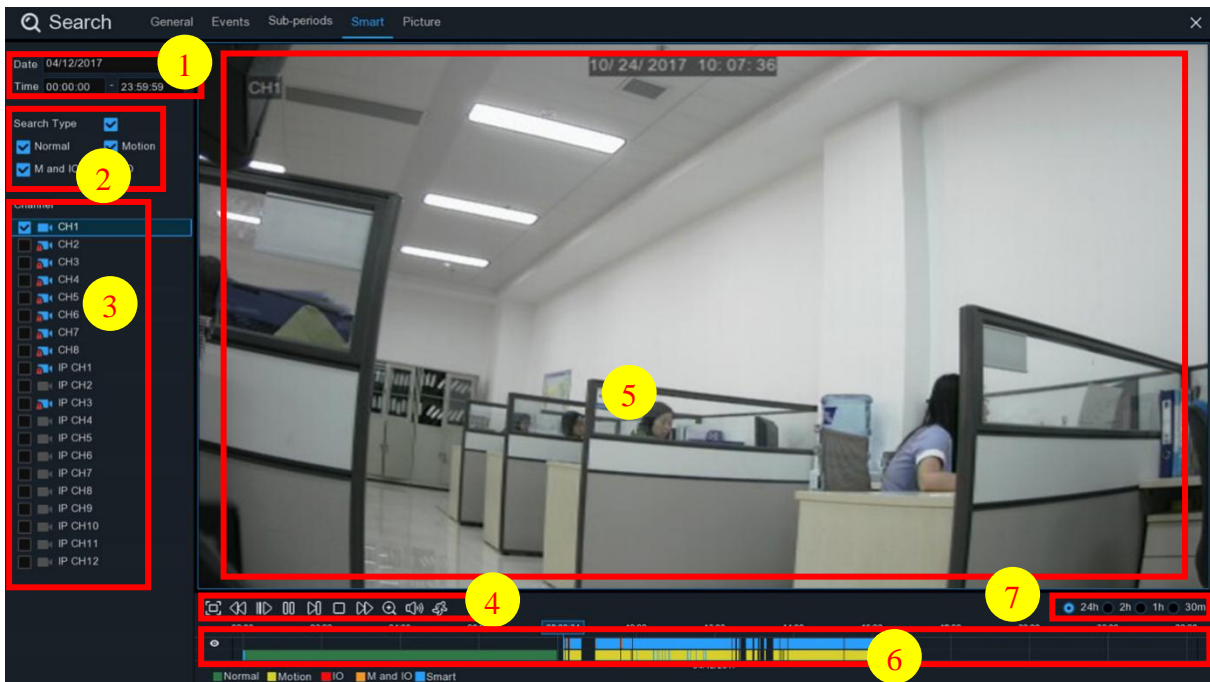 Search General Events Sub-periods Smart Picture
Date 04/12/2017
1
Time 00:00:00 - 23:59:59
10/ 24/ 2017 10: 07: 36
CH1
Search Type
Normal Motion
M and IO
2
Channel
CH1
CH2
CH3
CH4
CH5
CH6
CH7
CH8
IP CH1
IP CH2
IP CH3
IP CH4
IP CH5
IP CH6
IP CH7
IP CH8
IP CH9
IP CH10
IP CH11
IP CH12
3
5
4
7
24h 2h 1h 30m
6
Normal Motion IO M and IO Smart